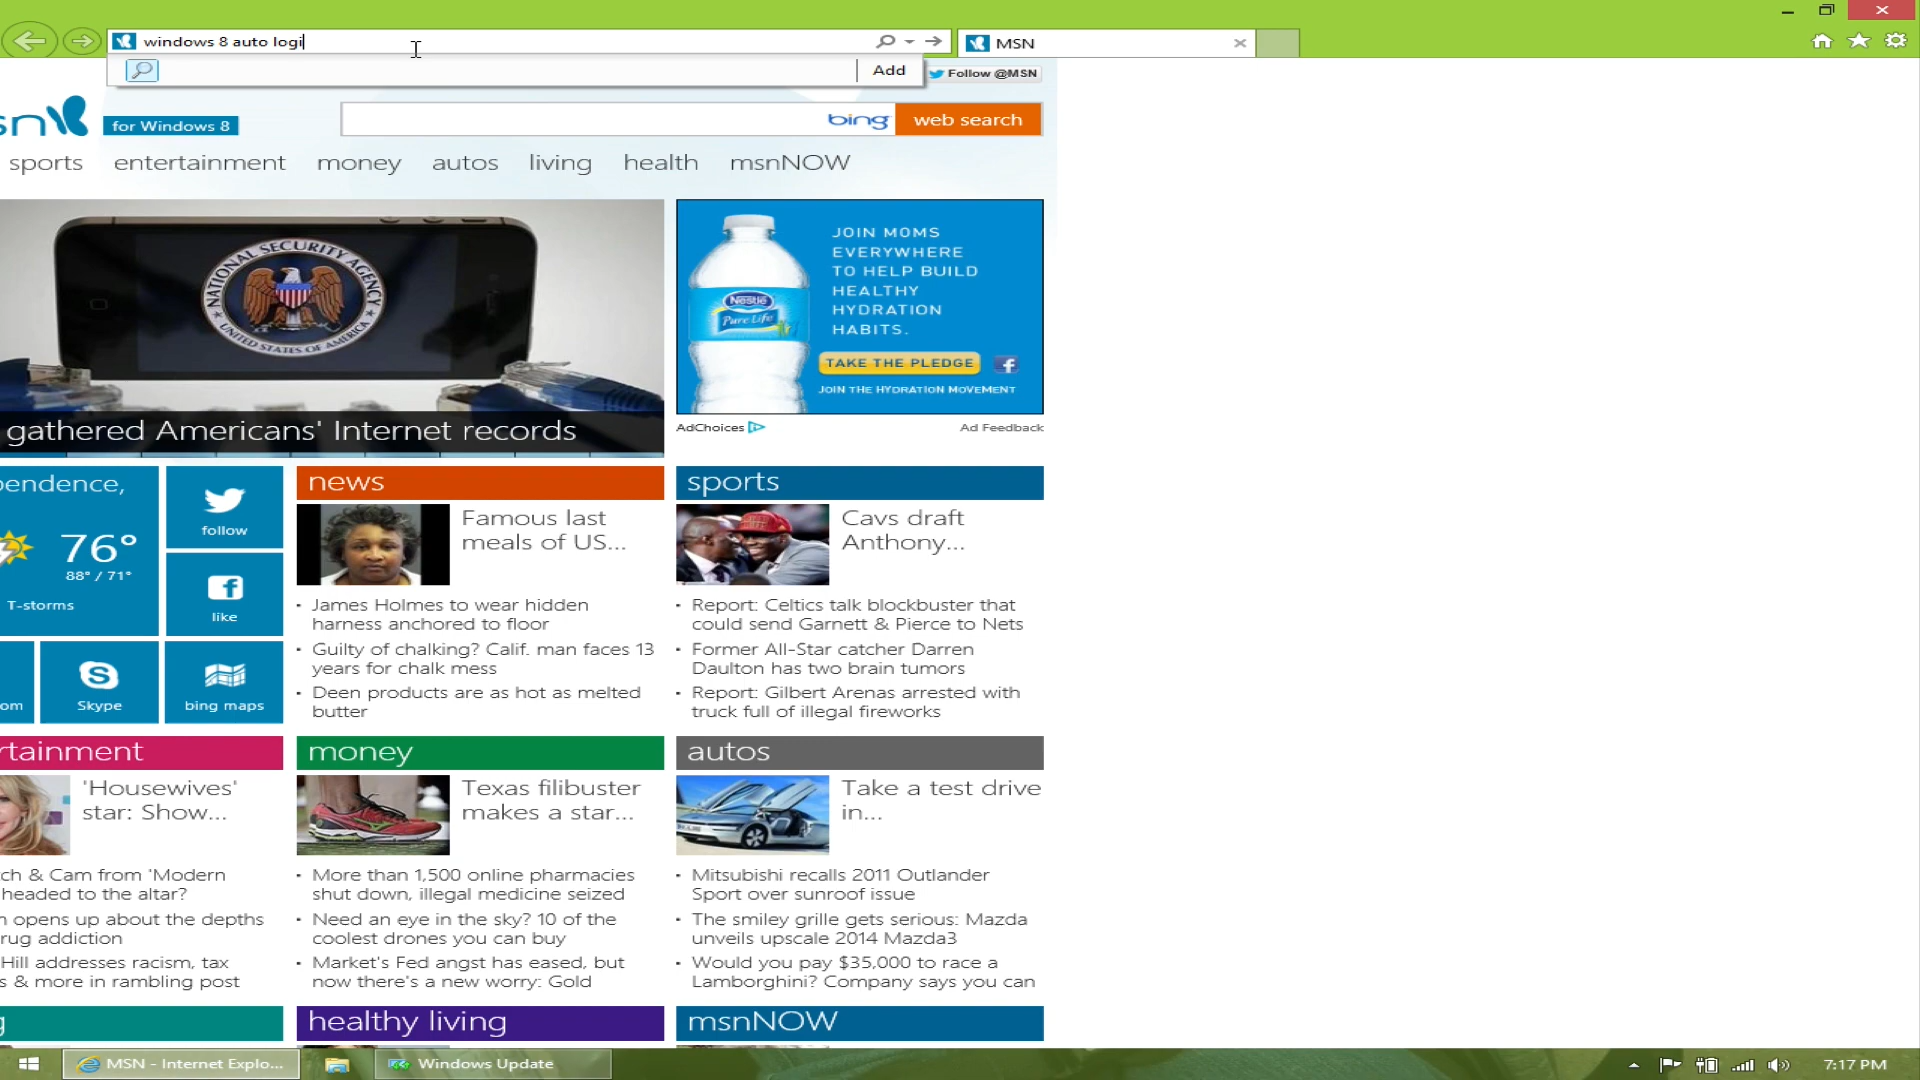 windows 8 auto logi
MSN
Add
Follow @MSN
sn
for Windows 8
bing
web search
sports entertainment money autos living health msnNOW
NATIONAL SECURITY AGENCY
UNITED STATES OF AMERICA
gathered Americans' Internet records
JOIN MOMS
EVERYWHERE
TO HELP BUILD
HEALTHY
HYDRATION
HABITS.
Nestlé
Pure Life
TAKE THE PLEDGE
JOIN THE HYDRATION MOVEMENT
AdChoices
Ad Feedback
pendence,
76°
88° / 71°
T-storms
follow
like
om
Skype
bing maps
news
Famous last
meals of US...
James Holmes to wear hidden
harness anchored to floor
Guilty of chalking? Calif. man faces 13
years for chalk mess
Deen products are as hot as melted
butter
sports
Cavs draft
Anthony...
Report: Celtics talk blockbuster that
could send Garnett & Pierce to Nets
Former All-Star catcher Darren
Daulton has two brain tumors
Report: Gilbert Arenas arrested with
truck full of illegal fireworks
rtainment
'Housewives'
star: Show...
ch & Cam from 'Modern
headed to the altar?
n opens up about the depths
rug addiction
Hill addresses racism, tax
s & more in rambling post
money
Texas filibuster
makes a star...
More than 1,500 online pharmacies
shut down, illegal medicine seized
Need an eye in the sky? 10 of the
coolest drones you can buy
Market's Fed angst has eased, but
now there's a new worry: Gold
autos
Take a test drive
in...
Mitsubishi recalls 2011 Outlander
Sport over sunroof issue
The smiley grille gets serious: Mazda
unveils upscale 2014 Mazda3
Would you pay $35,000 to race a
Lamborghini? Company says you can
g
healthy living
msnNOW
MSN - Internet Explo...
Windows Update
7:17 PM